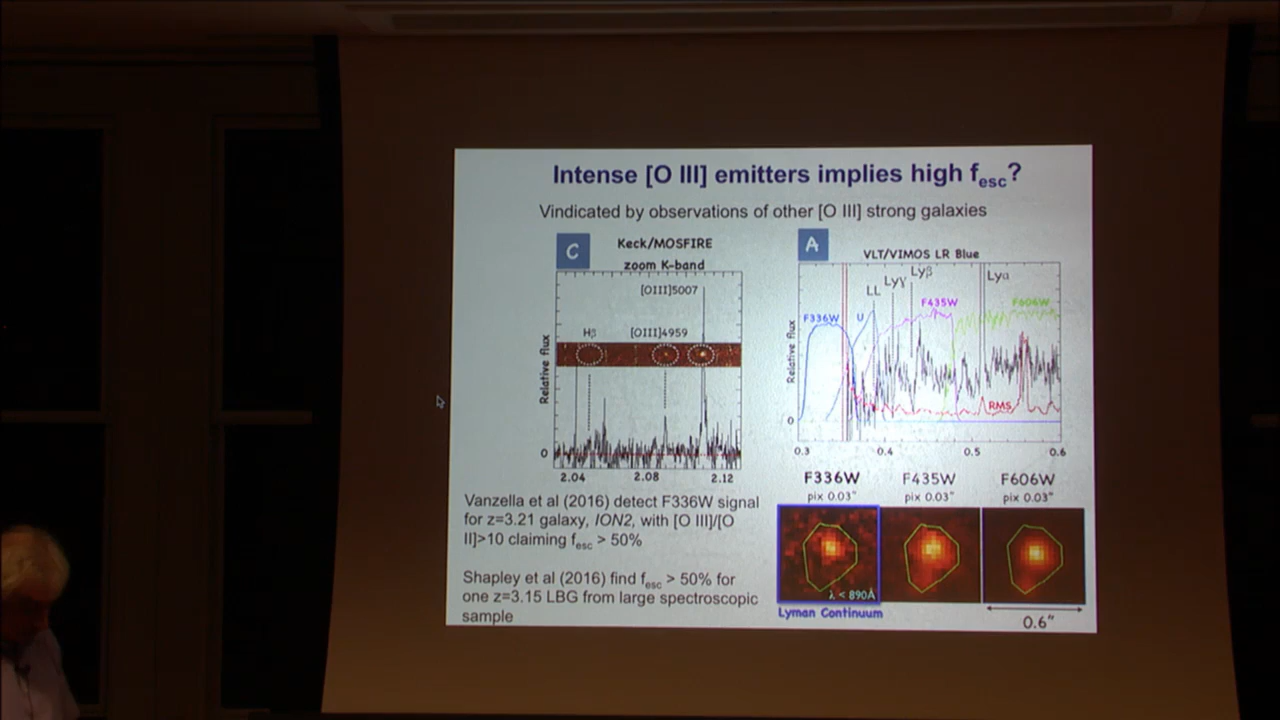 Intense [O III] emitters implies high fesc?
Vindicated by observations of other [O III] strong galaxies
C
Keck/MOSFIRE
zoom K-band
[OIII]5007
Hβ
[OIII]4959
Relative flux
0
2.04 2.08 2.12
A
VLT/VIMOS LR Blue
Lyβ
Lyγ
Lyα
LL
F336W
U
F435W
F606W
Relative flux
RMS
0
0.3 0.4 0.5 0.6
Vanzella et al (2016) detect F336W signal
for z=3.21 galaxy, ION2, with [O III]/[O
II]>10 claiming fesc > 50%
Shapley et al (2016) find fesc > 50% for
one z=3.15 LBG from large spectroscopic
sample
F336W F435W F606W
pix 0.03" pix 0.03" pix 0.03"
λ < 890Å
Lyman Continuum
0.6"